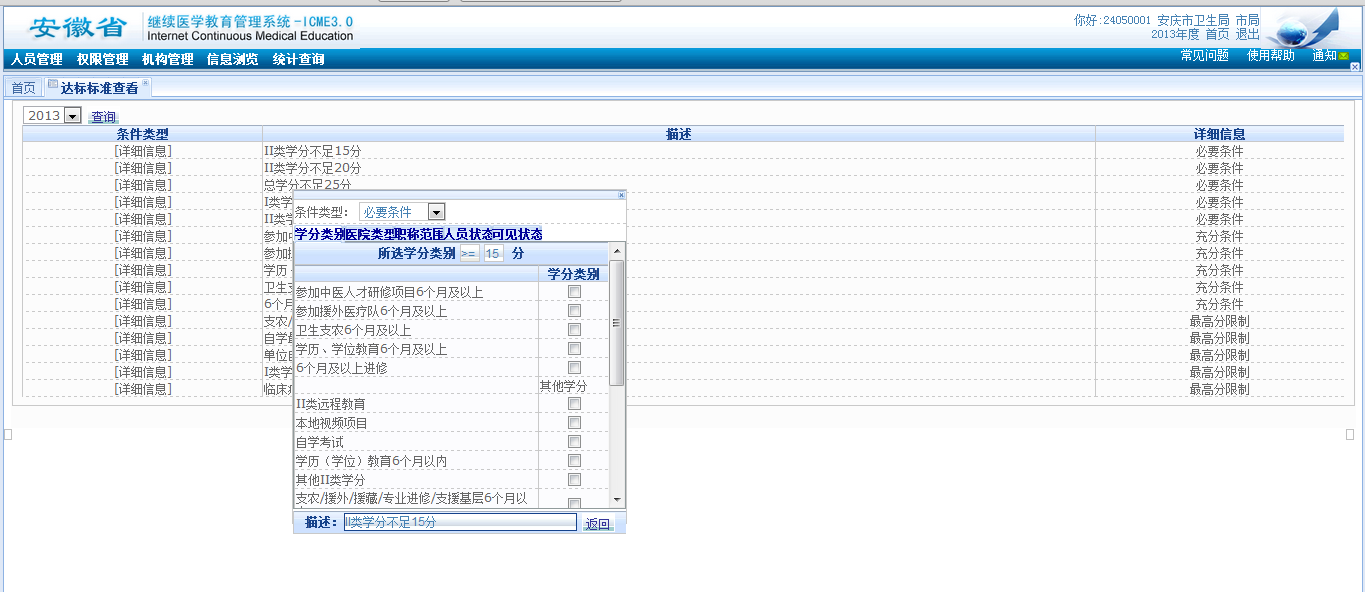 安徽省 继续医学教育管理系统-ICME3.0
Internet Continuous Medical Education
你好:24050001 安庆市卫生局 市局
2013年度 首页 退出
人员管理 权限管理 机构管理 信息浏览 统计查询
常见问题 使用帮助 通知
首页 达标标准查看
2013 查询
条件类型 描述 详细信息
[详细信息] II类学分不足15分 必要条件
[详细信息] II类学分不足20分 必要条件
[详细信息] 总学分不足25分 必要条件
[详细信息] I类学 必要条件
[详细信息] II类学 必要条件
[详细信息] 参加 充分条件
[详细信息] 参加 充分条件
[详细信息] 学历 充分条件
[详细信息] 卫生 充分条件
[详细信息] 6个月 充分条件
[详细信息] 支农/ 最高分限制
[详细信息] 自学 最高分限制
[详细信息] 单位 最高分限制
[详细信息] I类学 最高分限制
[详细信息] 临床 最高分限制
条件类型： 必要条件
学分类别医院类型职称范围人员状态可见状态
所选学分类别 >= 15 分
学分类别
参加中医人才研修项目6个月及以上
参加援外医疗队6个月及以上
卫生支农6个月及以上
学历、学位教育6个月及以上
6个月及以上进修
其他学分
II类远程教育
本地视频项目
自学考试
学历（学位）教育6个月以内
其他II类学分
支农/援外/援藏/专业进修/支援基层6个月以
描述： II类学分不足15分 返回